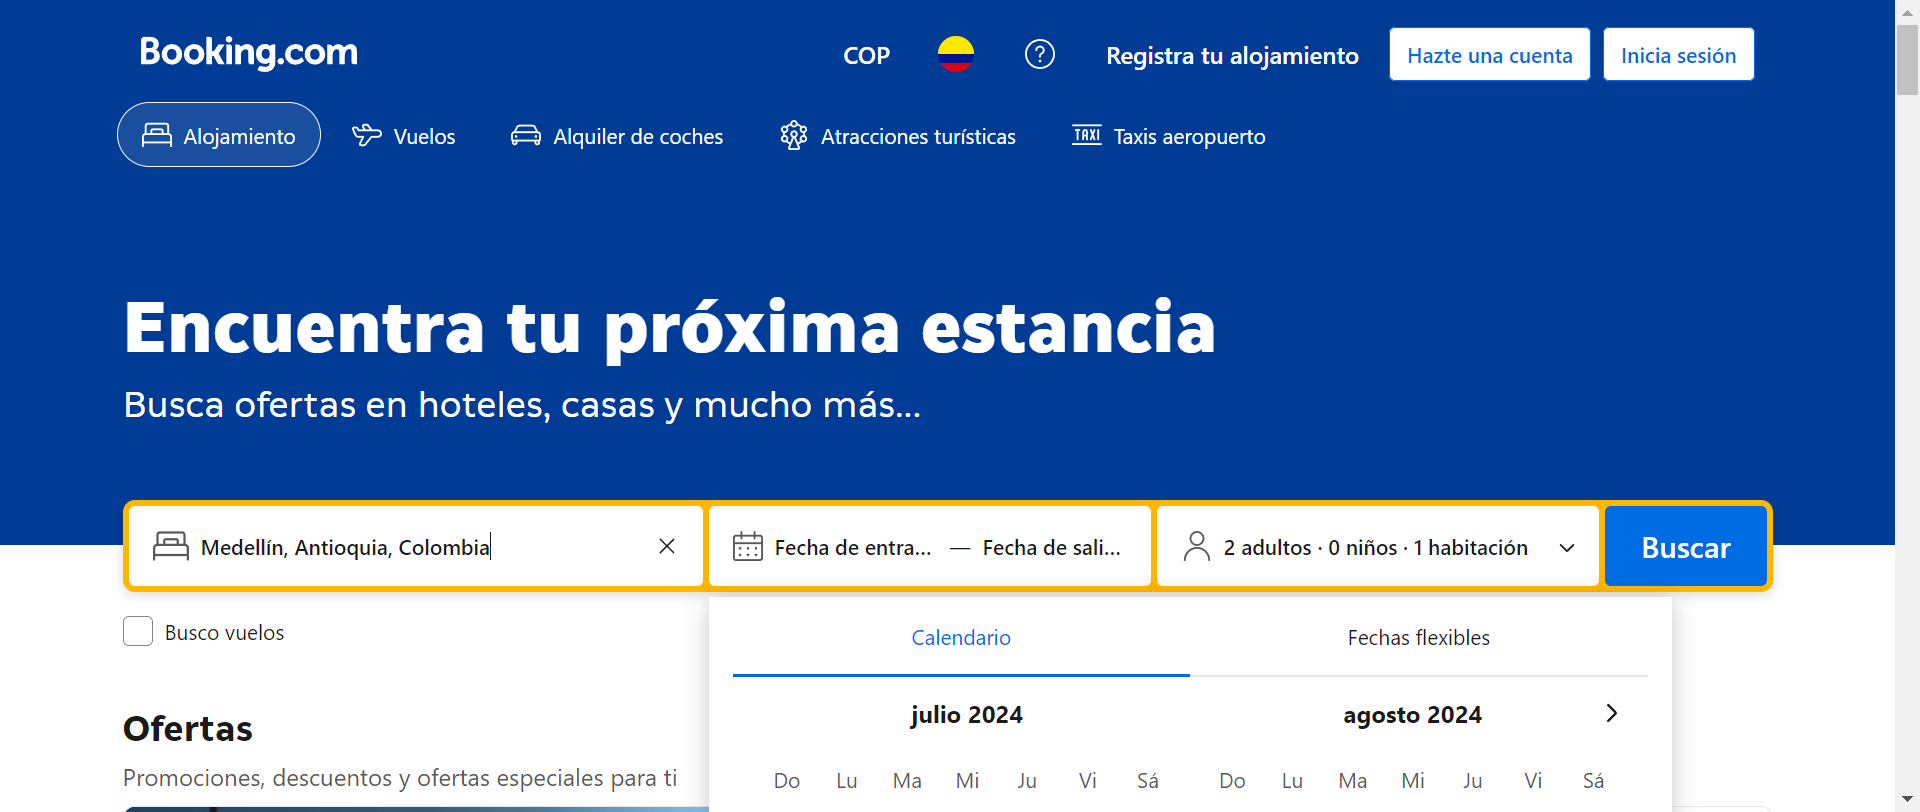 Booking.com
COP
Registra tu alojamiento
Hazte una cuenta
Inicia sesión
Alojamiento
Vuelos
Alquiler de coches
Atracciones turísticas
TAXI
Taxis aeropuerto
Encuentra tu próxima estancia
Busca ofertas en hoteles, casas y mucho más...
Medellín, Antioquia, Colombia
Fecha de entra... — Fecha de sali...
2 adultos · 0 niños · 1 habitación
Buscar
Busco vuelos
Calendario
Fechas flexibles
julio 2024
agosto 2024
Do Lu Ma Mi Ju Vi Sá
Do Lu Ma Mi Ju Vi Sá
Ofertas
Promociones, descuentos y ofertas especiales para ti